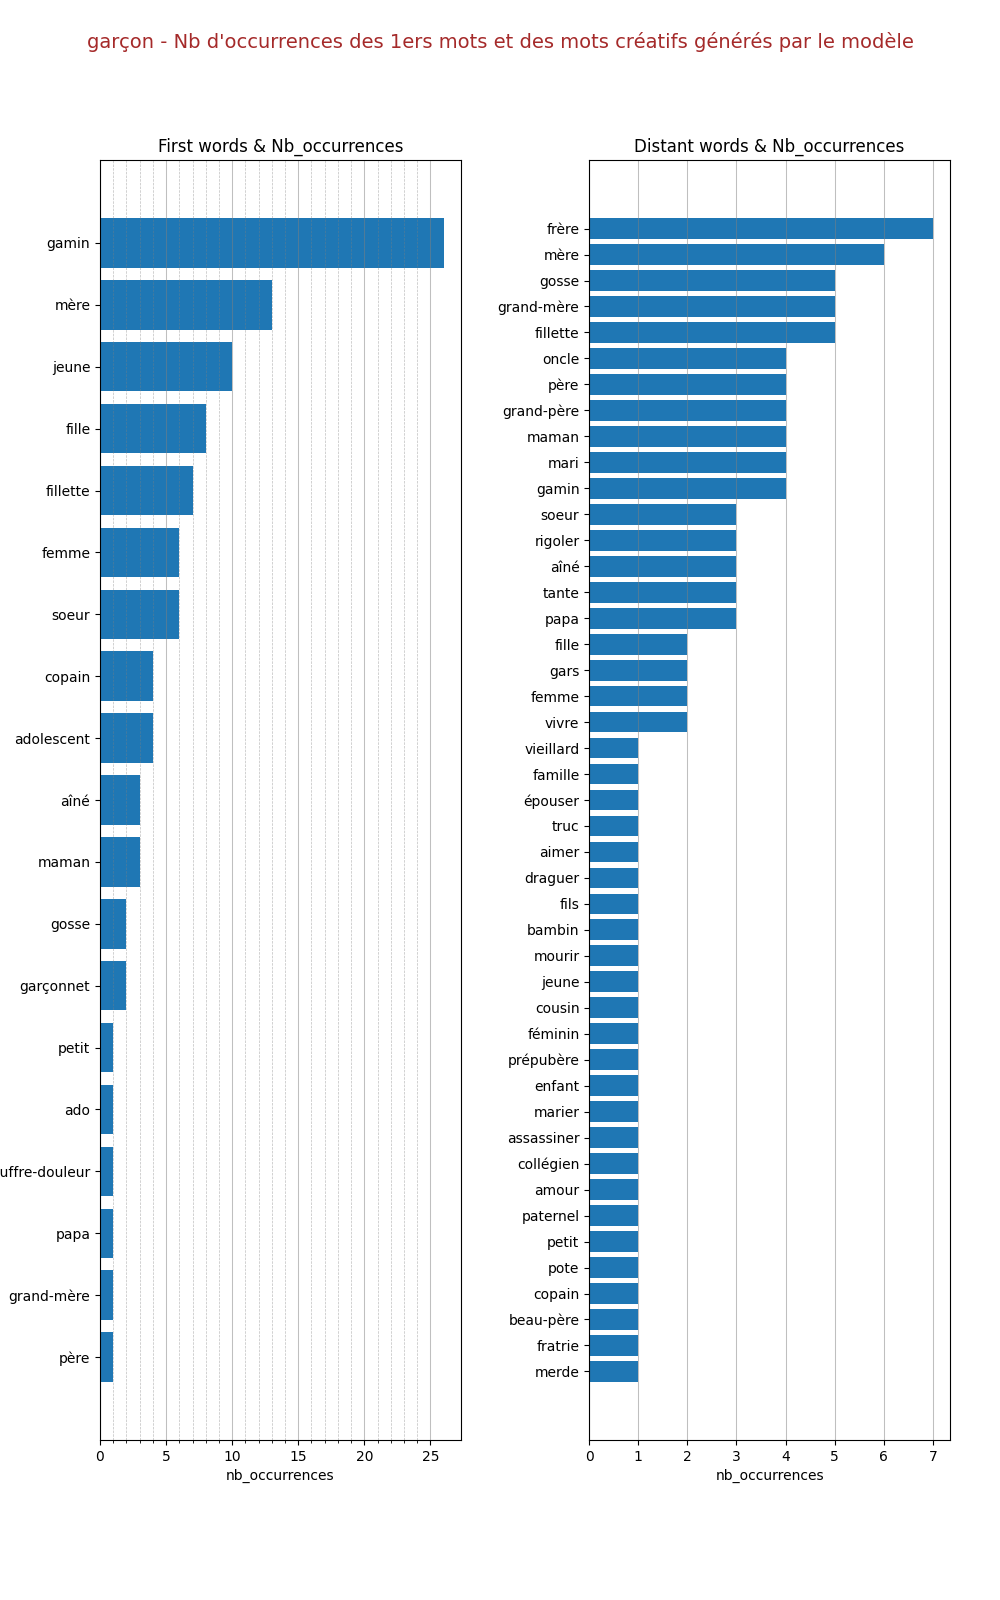 garçon - Nb d'occurrences des 1ers mots et des mots créatifs générés par le modèle
First words & Nb_occurrences
gamin
mère
jeune
fille
fillette
femme
soeur
copain
adolescent
aîné
maman
gosse
garçonnet
petit
ado
uffre-douleur
papa
grand-mère
père
0 5 10 15 20 25
nb_occurrences
Distant words & Nb_occurrences
frère
mère
gosse
grand-mère
fillette
oncle
père
grand-père
maman
mari
gamin
soeur
rigoler
aîné
tante
papa
fille
gars
femme
vivre
vieillard
famille
épouser
truc
aimer
draguer
fils
bambin
mourir
jeune
cousin
féminin
prépubère
enfant
marier
assassiner
collégien
amour
paternel
petit
pote
copain
beau-père
fratrie
merde
0 1 2 3 4 5 6 7
nb_occurrences